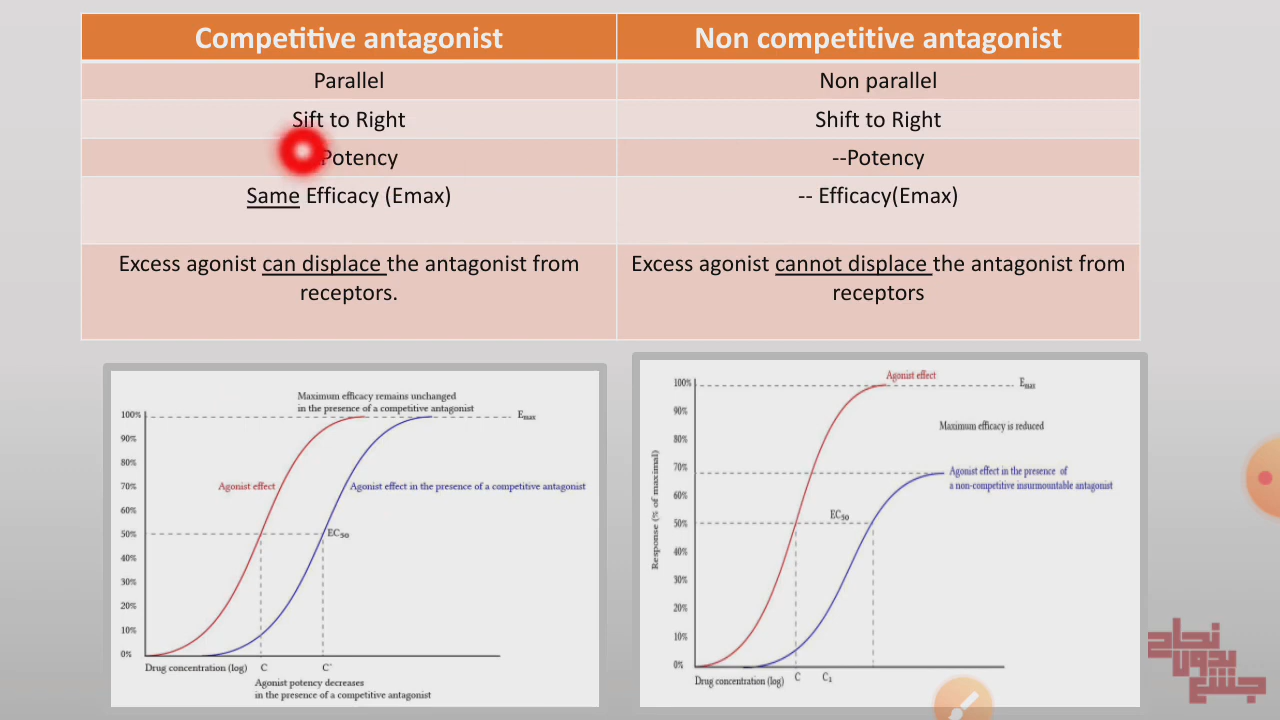 Competitive antagonist
Non competitive antagonist
Parallel
Non parallel
Sift to Right
Shift to Right
Potency
--Potency
Same Efficacy (Emax)
-- Efficacy(Emax)
Excess agonist can displace the antagonist from
receptors.
Excess agonist cannot displace the antagonist from
receptors
Maximum efficacy remains unchanged
in the presence of a competitive antagonist
100%
Emax
90%
80%
70%
Agonist effect
Agonist effect in the presence of a competitive antagonist
60%
50%
EC50
40%
30%
20%
10%
0%
Drug concentration (log)
C
C'
Agonist potency decreases
in the presence of a competitive antagonist
Agonist effect
100%
Emax
90%
Maximum efficacy is reduced
80%
70%
Agonist effect in the presence of
a non-competitive insurmountable antagonist
60%
EC50
50%
40%
30%
20%
10%
0%
Response (% of maximal)
Drug concentration (log)
C
نجاح
بدون